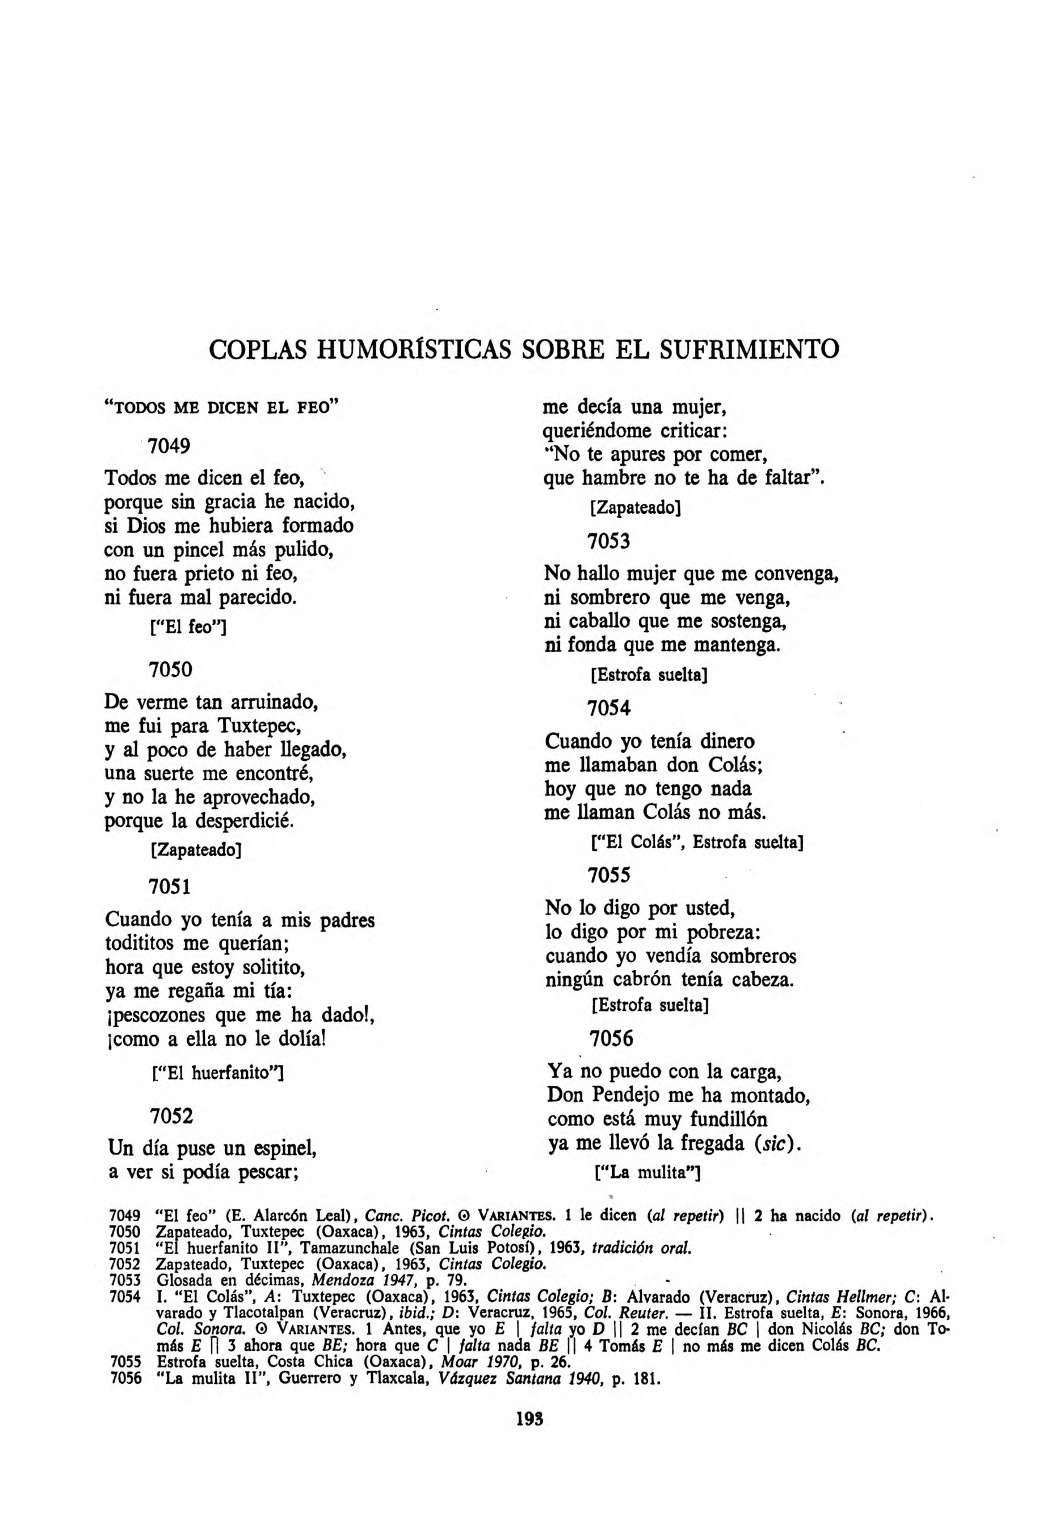 COPLAS HUMORÍSTICAS SOBRE EL SUFRIMIENTO
“TODOS ME DICEN EL FEO”
7049
Todos me dicen el feo,
porque sin gracia he nacido,
si Dios me hubiera formado
con un pincel más pulido,
no fuera prieto ni feo,
ni fuera mal parecido.
[“El feo”]
7050
De verme tan arruinado,
me fui para Tuxtepec,
y al poco de haber llegado,
una suerte me encontré,
y no la he aprovechado,
porque la desperdicié.
[Zapateado]
7051
Cuando yo tenía a mis padres
todititos me querían;
hora que estoy solitito,
ya me regaña mi tía:
¡pescozones que me ha dado!,
¡como a ella no le dolía!
[“El huerfanito”]
7052
Un día puse un espinel,
a ver si podía pescar;
me decía una mujer,
queriéndome criticar:
“No te apures por comer,
que hambre no te ha de faltar”.
[Zapateado]
7053
No hallo mujer que me convenga,
ni sombrero que me venga,
ni caballo que me sostenga,
ni fonda que me mantenga.
[Estrofa suelta]
7054
Cuando yo tenía dinero
me llamaban don Colás;
hoy que no tengo nada
me llaman Colás no más.
[“El Colás”, Estrofa suelta]
7055
No lo digo por usted,
lo digo por mi pobreza:
cuando yo vendía sombreros
ningún cabrón tenía cabeza.
[Estrofa suelta]
7056
Ya no puedo con la carga,
Don Pendejo me ha montado,
como está muy fundillón
ya me llevó la fregada (sic).
[“La mulita”]
7049 “El feo” (E. Alarcón Leal), Canc. Picot. ⊙ VARIANTES. 1 le dicen (al repetir) || 2 ha nacido (al repetir).
7050 Zapateado, Tuxtepec (Oaxaca), 1963, Cintas Colegio.
7051 “El huerfanito II”, Tamazunchale (San Luis Potosí), 1963, tradición oral.
7052 Zapateado, Tuxtepec (Oaxaca), 1963, Cintas Colegio.
7053 Glosada en décimas, Mendoza 1947, p. 79.
7054 I. “El Colás”, A: Tuxtepec (Oaxaca), 1963, Cintas Colegio; B: Alvarado (Veracruz), Cintas Hellmer; C: Al-
varado y Tlacotalpan (Veracruz), ibid.; D: Veracruz, 1965, Col. Reuter. — II. Estrofa suelta, E: Sonora, 1966,
Col. Sonora. ⊙ VARIANTES. 1 Antes, que yo E | falta yo D || 2 me decían BC | don Nicolás BC; don To-
más E || 3 ahora que BE; hora que C | falta nada BE || 4 Tomás E | no más me dicen Colás BC.
7055 Estrofa suelta, Costa Chica (Oaxaca), Moar 1970, p. 26.
7056 “La mulita II”, Guerrero y Tlaxcala, Vázquez Santana 1940, p. 181.
193